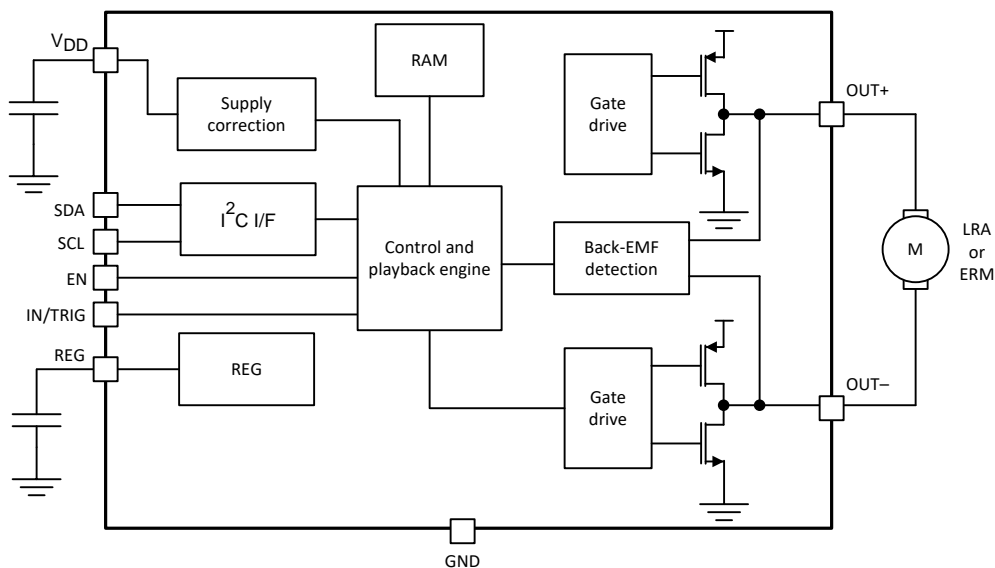 V_DD
RAM
Supply
correction
Gate
drive
OUT+
SDA
I²C I/F
SCL
Control and
playback engine
Back-EMF
detection
M
LRA
or
ERM
EN
IN/TRIG
REG
REG
Gate
drive
OUT–
GND